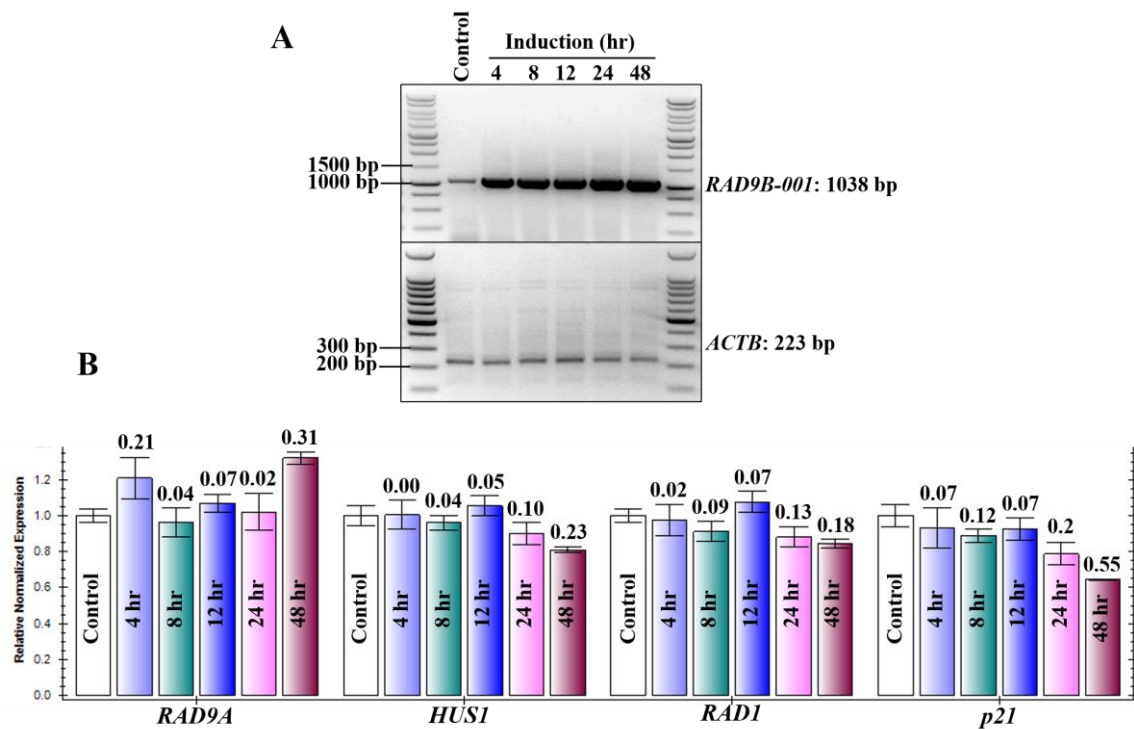 A
Control
Induction (hr)
4 8 12 24 48
1500 bp
1000 bp
RAD9B-001: 1038 bp
300 bp
200 bp
ACTB: 223 bp
B
Relative Normalized Expression
1.2
1.0
0.8
0.6
0.4
0.2
0.0
0.21
0.04
0.07
0.02
0.31
Control
4 hr
8 hr
12 hr
24 hr
48 hr
RAD9A
0.00
0.04
0.05
0.10
0.23
Control
4 hr
8 hr
12 hr
24 hr
48 hr
HUS1
0.02
0.09
0.07
0.13
0.18
Control
4 hr
8 hr
12 hr
24 hr
48 hr
RAD1
0.07
0.12
0.07
0.2
0.55
Control
4 hr
8 hr
12 hr
24 hr
48 hr
p21